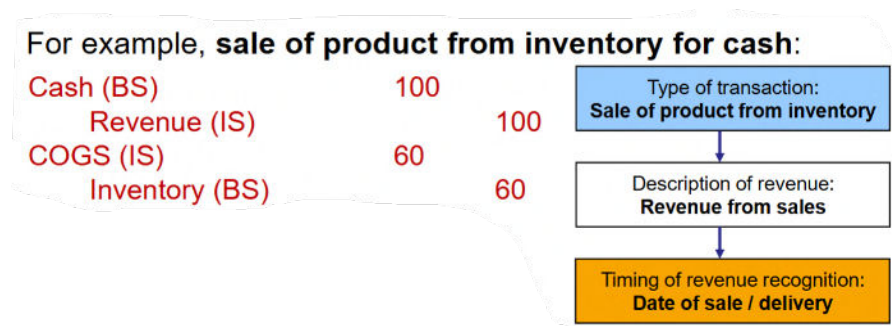 For example, sale of product from inventory for cash:
Cash (BS) 100
Revenue (IS) 100
COGS (IS) 60
Inventory (BS) 60
Type of transaction:
Sale of product from inventory
Description of revenue:
Revenue from sales
Timing of revenue recognition:
Date of sale / delivery